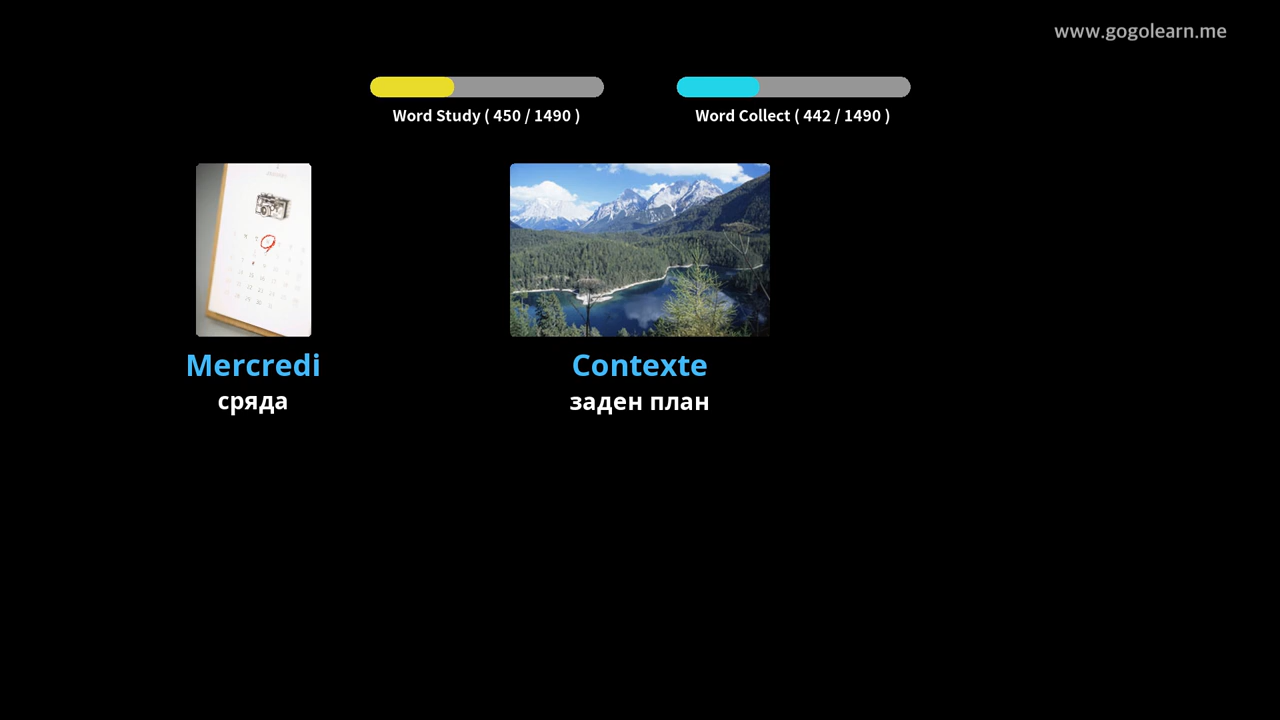 www.gogolearn.me
Word Study ( 450 / 1490 )
Word Collect ( 442 / 1490 )
Mercredi
сряда
Contexte
заден план